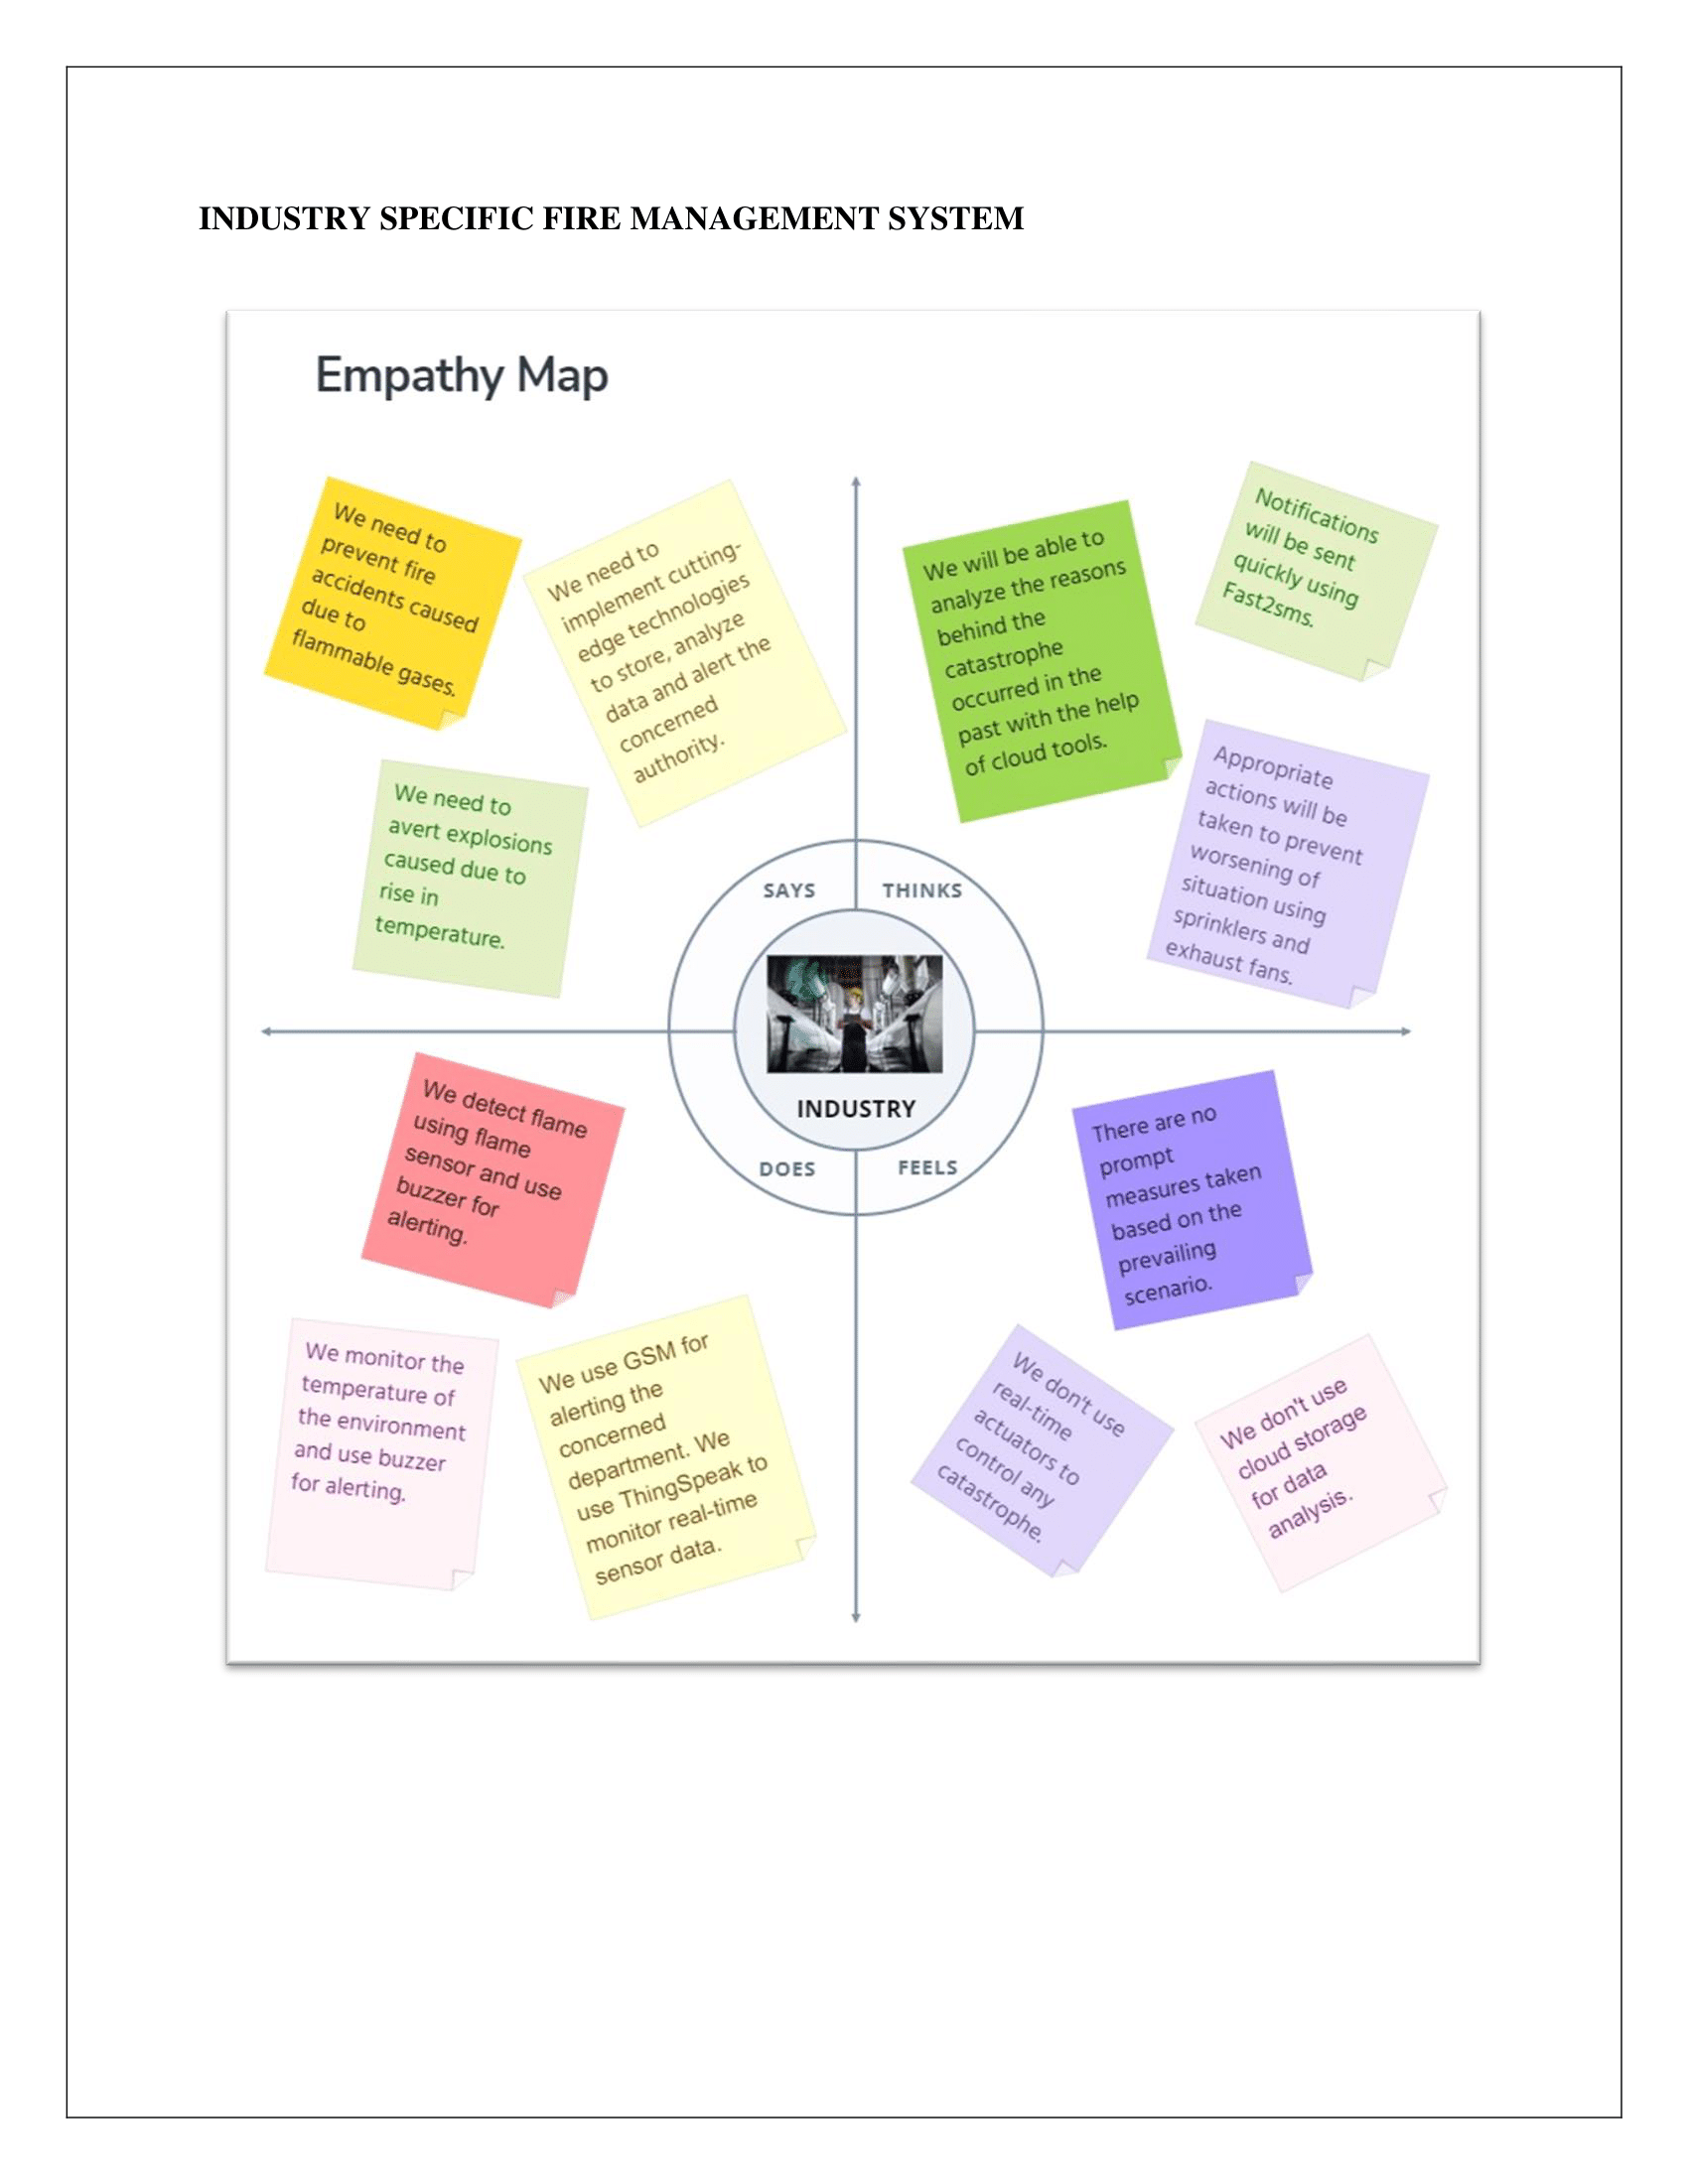 INDUSTRY SPECIFIC FIRE MANAGEMENT SYSTEM
Empathy Map
We need to
prevent fire
accidents caused
due to
flammable gases.
We need to
implement cutting-
edge technologies
to store, analyze
data and alert the
concerned
authority.
We need to
avert explosions
caused due to
rise in
temperature.
We will be able to
analyze the reasons
behind the
catastrophe
occurred in the
past with the help
of cloud tools.
Notifications
will be sent
quickly using
Fast2sms.
Appropriate
actions will be
taken to prevent
worsening of
situation using
sprinklers and
exhaust fans.
SAYS
THINKS
INDUSTRY
DOES
FEELS
We detect flame
using flame
sensor and use
buzzer for
alerting.
We monitor the
temperature of
the environment
and use buzzer
for alerting.
We use GSM for
alerting the
concerned
department. We
use ThingSpeak to
monitor real-time
sensor data.
There are no
prompt
measures taken
based on the
prevailing
scenario.
We don't use
real-time
actuators to
control any
catastrophe.
We don't use
cloud storage
for data
analysis.